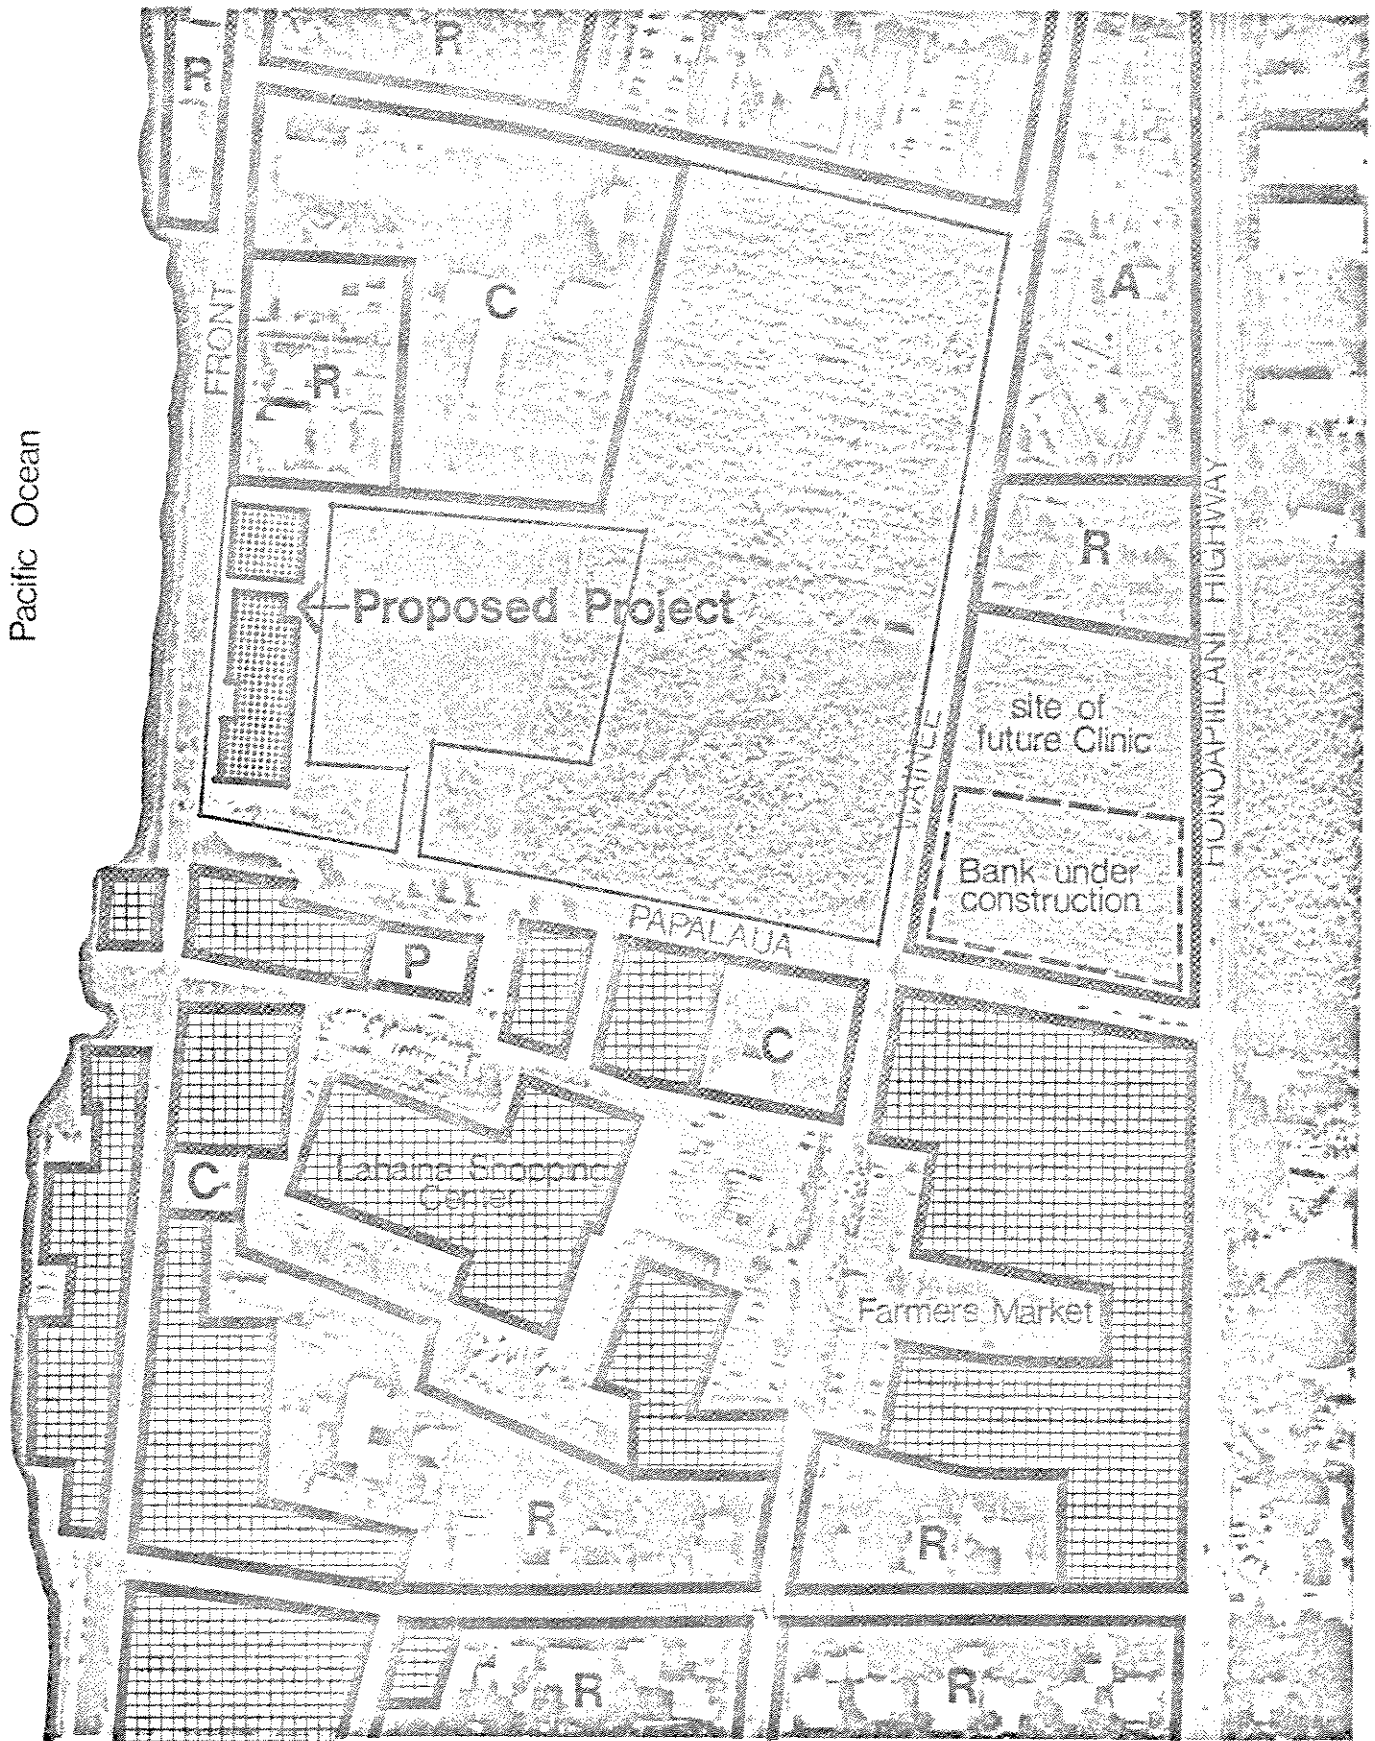 R
R
A
Pacific Ocean
FRONT
C
R
A
HONOAPIILANI HIGHWAY
R
Proposed Project
WAINEE
site of
future Clinic
Bank under
construction
PAPALAUA
P
C
Lahaina Shopping
Center
C
Farmers Market
R
R
R
R